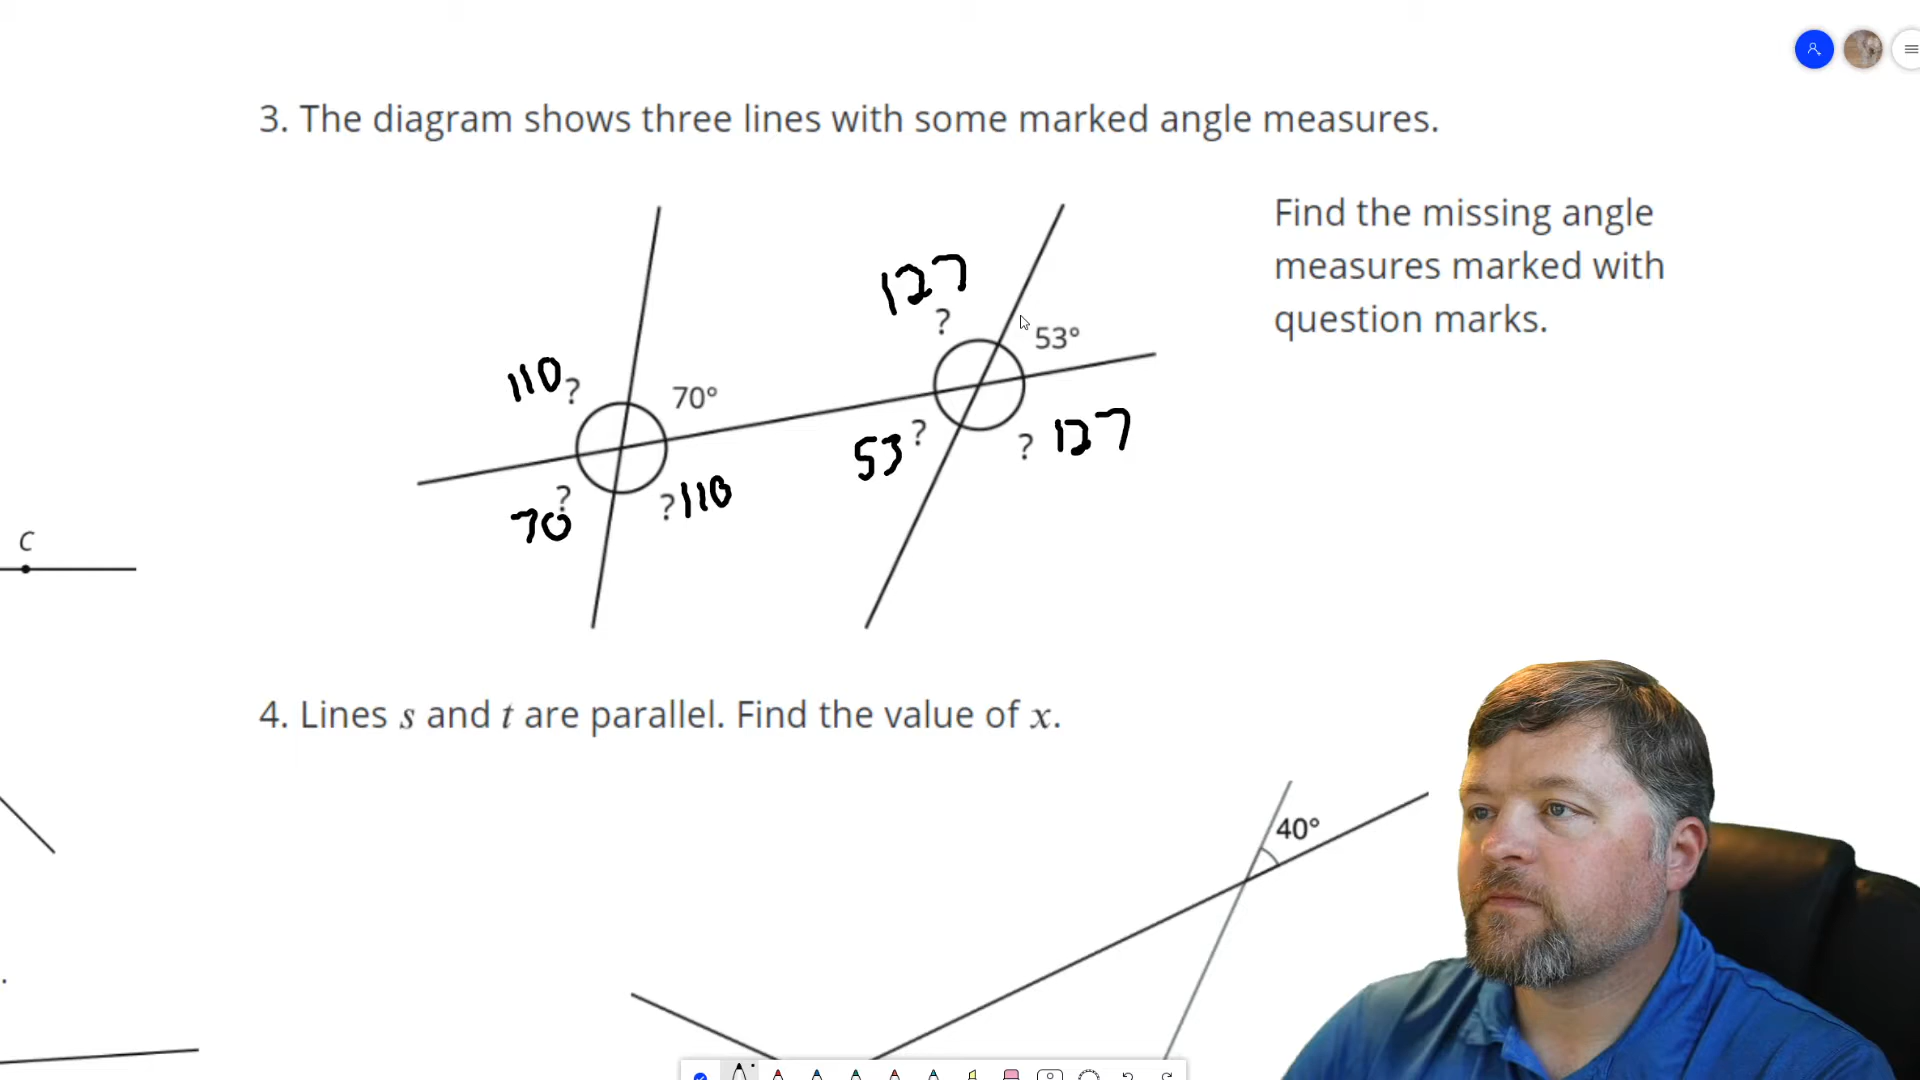 3. The diagram shows three lines with some marked angle measures.
Find the missing angle
measures marked with
question marks.
127
?
53°
110
?
70°
53
?
? 127
?
70
? 110
C
4. Lines s and t are parallel. Find the value of x.
40°
.